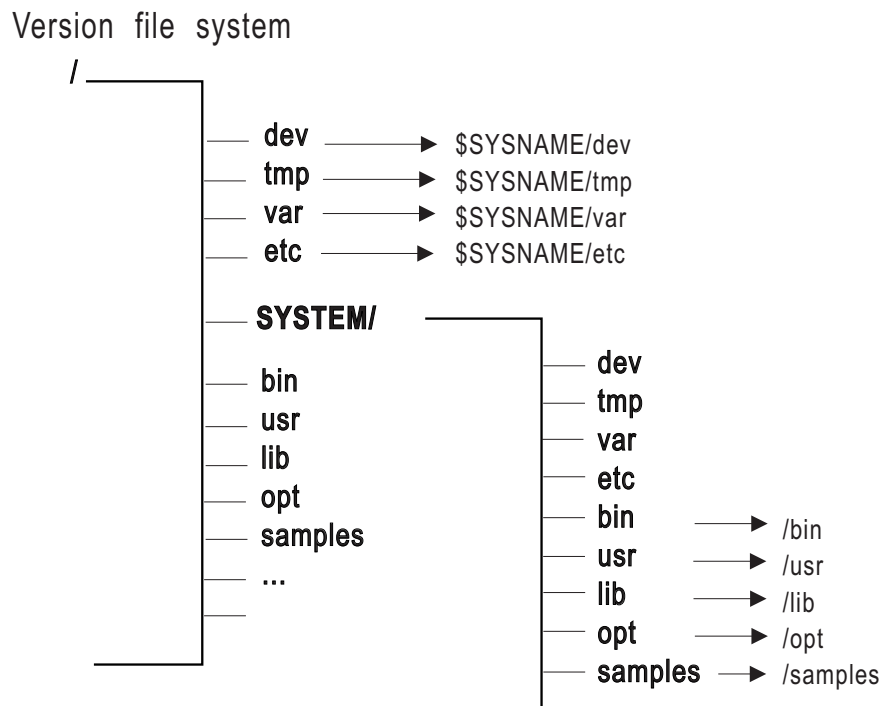 Version file system
/
dev $SYSNAME/dev
tmp $SYSNAME/tmp
var $SYSNAME/var
etc $SYSNAME/etc
SYSTEM/
bin
usr
lib
opt
samples
...
dev
tmp
var
etc
bin /bin
usr /usr
lib /lib
opt /opt
samples /samples